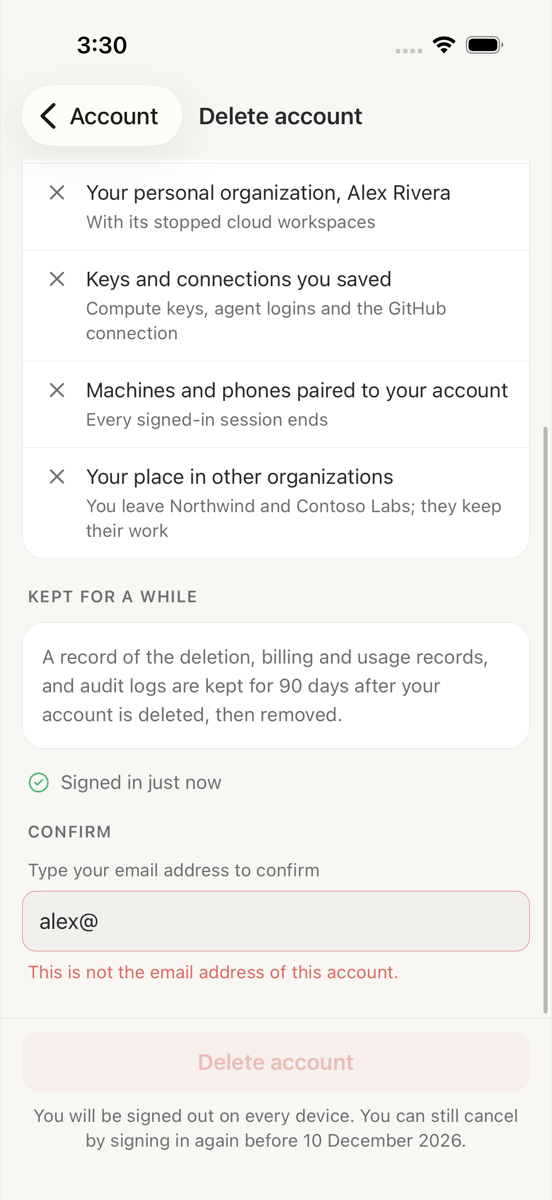 3:30
Account
Delete account
Your personal organization, Alex Rivera
With its stopped cloud workspaces
Keys and connections you saved
Compute keys, agent logins and the GitHub
connection
Machines and phones paired to your account
Every signed-in session ends
Your place in other organizations
You leave Northwind and Contoso Labs; they keep
their work
KEPT FOR A WHILE
A record of the deletion, billing and usage records,
and audit logs are kept for 90 days after your
account is deleted, then removed.
Signed in just now
CONFIRM
Type your email address to confirm
alex@
This is not the email address of this account.
Delete account
You will be signed out on every device. You can still cancel
by signing in again before 10 December 2026.